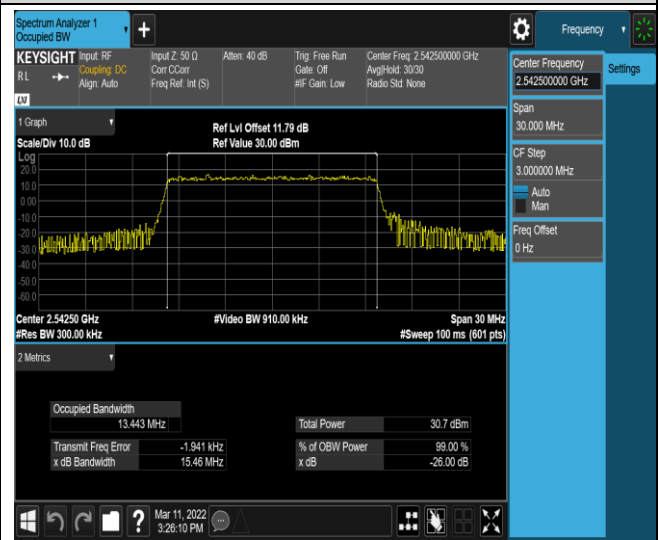 Spectrum Analyzer 1
Occupied BW
+
Frequency
KEYSIGHT
RL
LXI
Input: RF
Coupling: DC
Align: Auto
Input Z: 50 Ω
Corr CCorr
Freq Ref: Int (S)
Atten: 40 dB
Trig: Free Run
Gate: Off
#IF Gain: Low
Center Freq: 2.542500000 GHz
Avg|Hold: 30/30
Radio Std: None
Center Frequency
2.542500000 GHz
Settings
Span
30.000 MHz
CF Step
3.000000 MHz
Auto
Man
Freq Offset
0 Hz
1 Graph
Scale/Div 10.0 dB
Ref Lvl Offset 11.79 dB
Ref Value 30.00 dBm
Log
20.0
10.0
0.00
-10.0
-20.0
-30.0
-40.0
-50.0
-60.0
Center 2.54250 GHz
#Video BW 910.00 kHz
Span 30 MHz
#Res BW 300.00 kHz
#Sweep 100 ms (601 pts)
2 Metrics
Occupied Bandwidth
13.443 MHz
Total Power 30.7 dBm
Transmit Freq Error -1.941 kHz
% of OBW Power 99.00 %
x dB Bandwidth 15.46 MHz
x dB -26.00 dB
?
Mar 11, 2022
3:26:10 PM